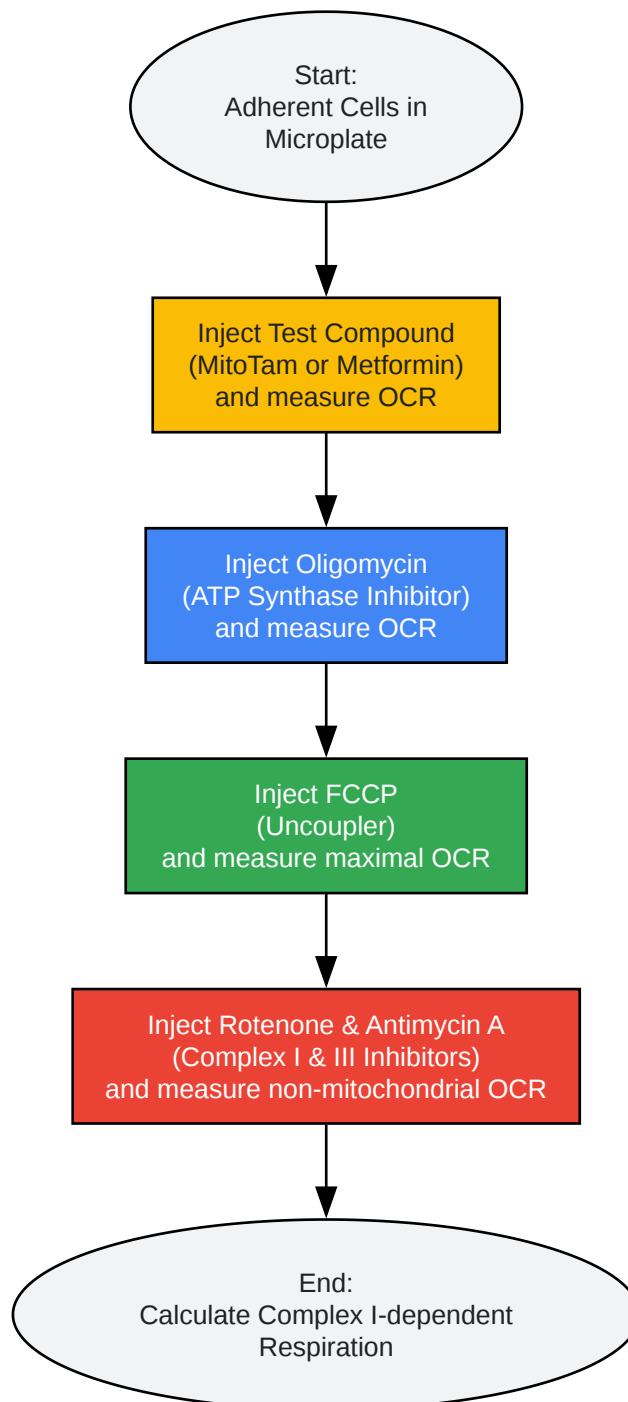 Start:
Adherent Cells in
Microplate
Inject Test Compound
(MitoTam or Metformin)
and measure OCR
Inject Oligomycin
(ATP Synthase Inhibitor)
and measure OCR
Inject FCCP
(Uncoupler)
and measure maximal OCR
Inject Rotenone & Antimycin A
(Complex I & III Inhibitors)
and measure non-mitochondrial OCR
End:
Calculate Complex I-dependent
Respiration